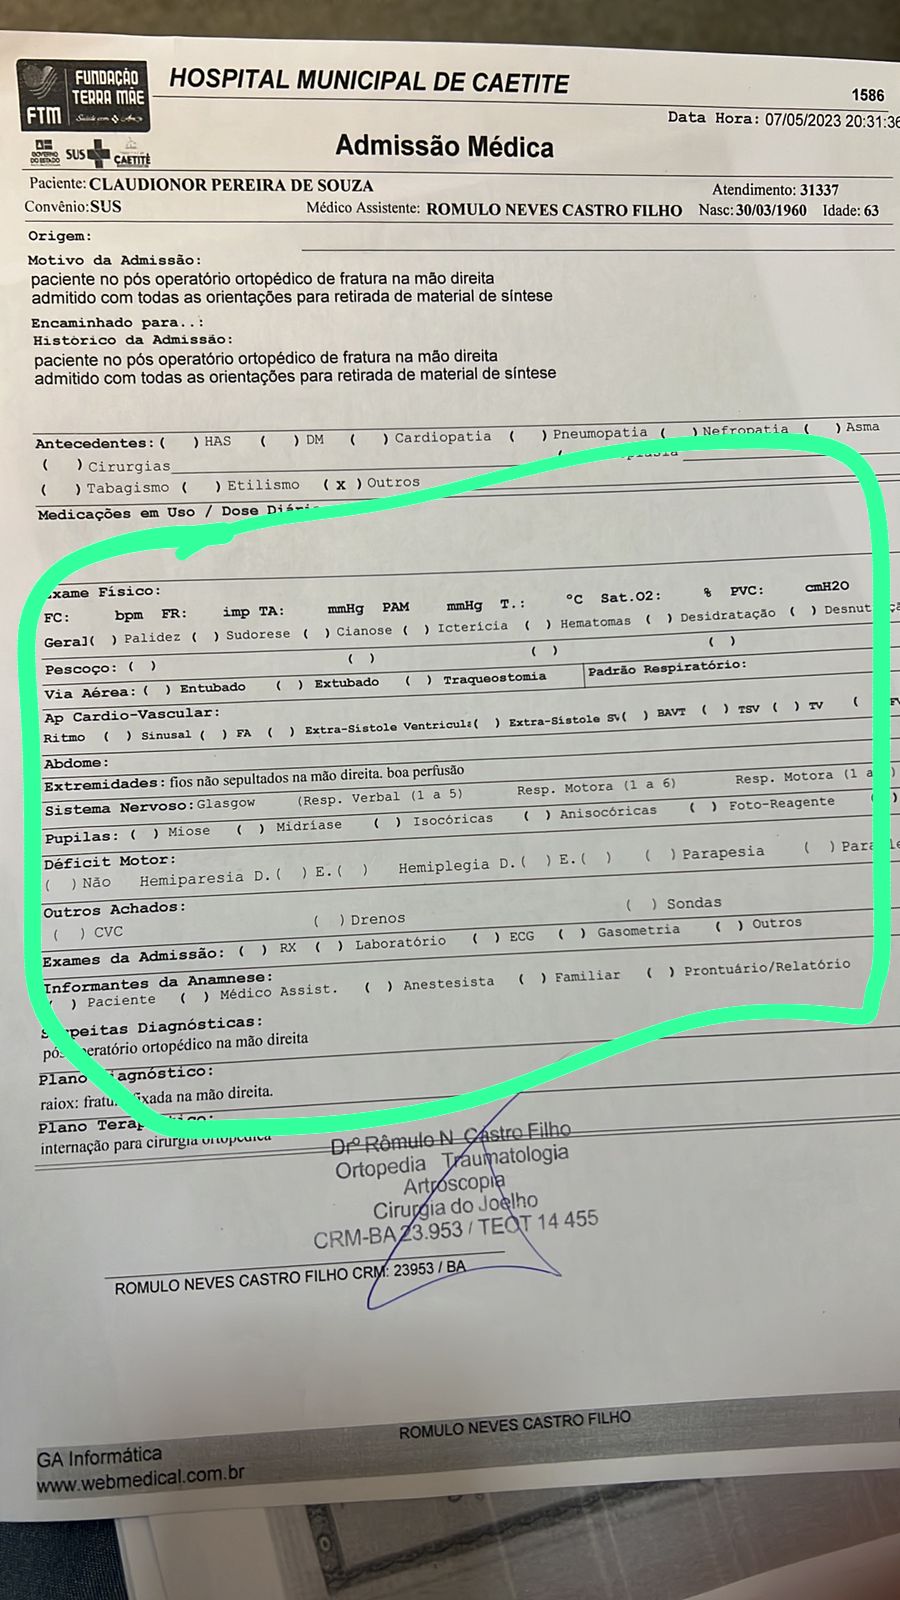 FUNDAÇÃO
TERRA MÃE
FTM
HOSPITAL MUNICIPAL DE CAETITE
1586
Data Hora: 07/05/2023 20:31:36
GOVERNO DO ESTADO SUS CAETITÉ
Admissão Médica
Paciente: CLAUDIONOR PEREIRA DE SOUZA
Atendimento: 31337
Convênio: SUS Médico Assistente: ROMULO NEVES CASTRO FILHO Nasc: 30/03/1960 Idade: 63
Origem:
Motivo da Admissão:
paciente no pós operatório ortopédico de fratura na mão direita
admitido com todas as orientações para retirada de material de síntese
Encaminhado para..:
Histórico da Admissão:
paciente no pós operatório ortopédico de fratura na mão direita
admitido com todas as orientações para retirada de material de síntese
Antecedentes: ( ) HAS ( ) DM ( ) Cardiopatia ( ) Pneumopatia ( ) Nefropatia ( ) Asma
( ) Cirurgias
( ) Tabagismo ( ) Etilismo ( x ) Outros
Medicações em Uso / Dose
Exame Físico:
FC: bpm FR: imp TA: mmHg PAM mmHg T.: °C Sat.O2: % PVC: cmH2O
Geral( ) Palidez ( ) Sudorese ( ) Cianose ( ) Icterícia ( ) Hematomas ( ) Desidratação ( )
Pescoço: ( ) ( ) ( ) ( )
Via Aérea: ( ) Entubado ( ) Extubado ( ) Traqueostomia Padrão Respiratório:
Ap Cardio-Vascular:
Ritmo ( ) Sinusal ( ) FA ( ) Extra-Sistole Ventricula( ) Extra-Sistole SV( ) BAVT ( ) TSV ( ) TV (
Abdome:
Extremidades: fios não sepultados na mão direita. boa perfusão
Sistema Nervoso: Glasgow (Resp. Verbal (1 a 5) Resp. Motora (1 a 6) Resp. Motora (1 a
Pupilas: ( ) Miose ( ) Midríase ( ) Isocóricas ( ) Anisocóricas ( ) Foto-Reagente ( )
Déficit Motor:
( ) Não Hemiparesia D. ( ) E. ( ) Hemiplegia D. ( ) E. ( ) ( ) Parapesia ( )
Outros Achados:
( ) CVC ( ) Drenos ( ) Sondas
Exames da Admissão: ( ) RX ( ) Laboratório ( ) ECG ( ) Gasometria ( ) Outros
Informantes da Anamnese:
( ) Paciente ( ) Médico Assist. ( ) Anestesista ( ) Familiar ( ) Prontuário/Relatório
Diagnósticas:
ortopédico na mão direita
Plano
raiox: na mão direita.
Plano
internação para cirurgia
Drº Rômulo N Castro Filho
Ortopedia Traumatologia
Artroscopia
Cirurgia do Joelho
CRM-BA 23.953 / TEOT 14 455
ROMULO NEVES CASTRO FILHO CRM: 23953 / BA
ROMULO NEVES CASTRO FILHO
GA Informática
www.webmedical.com.br